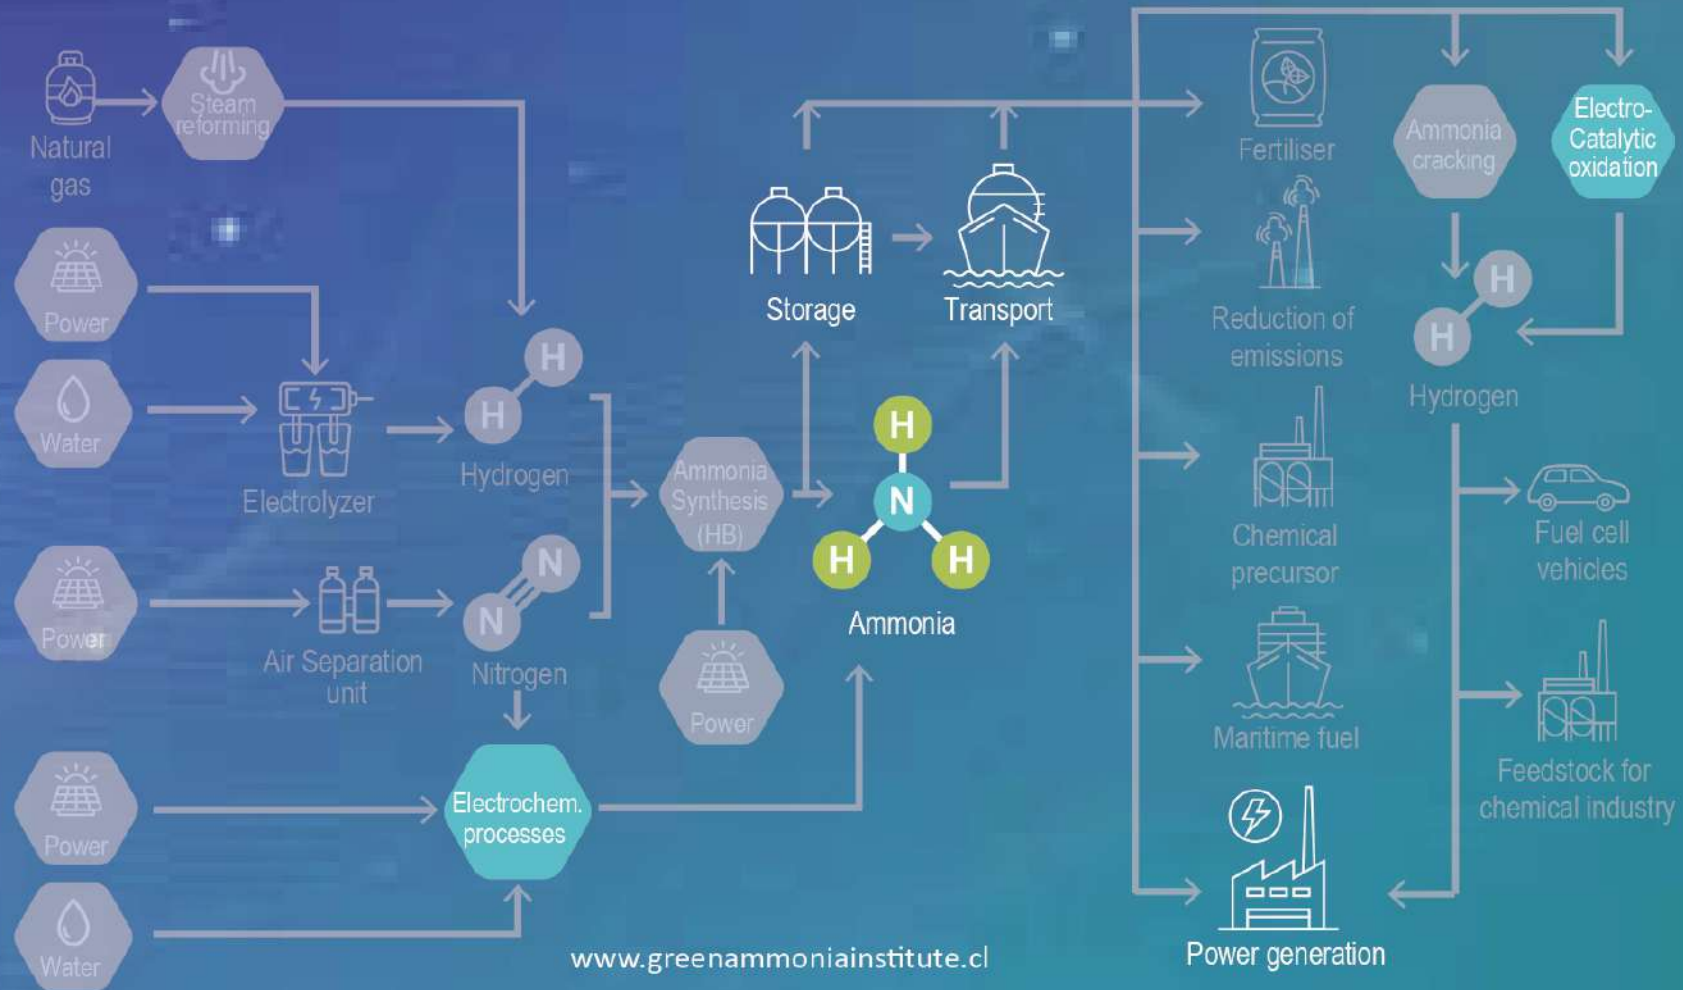 Natural
gas
Steam
reforming
Power
Water
Electrolyzer
H
H
Hydrogen
Power
Air Separation
unit
N
N
Nitrogen
Ammonia
Synthesis
(HB)
Power
Power
Water
Electrochem.
processes
Storage
Transport
H
N
H
H
Ammonia
Fertiliser
Reduction of
emissions
Chemical
precursor
Maritime fuel
Power generation
Ammonia
cracking
Electro-
Catalytic
oxidation
H
H
Hydrogen
Fuel cell
vehicles
Feedstock for
chemical industry
www.greenammoniainstitute.cl